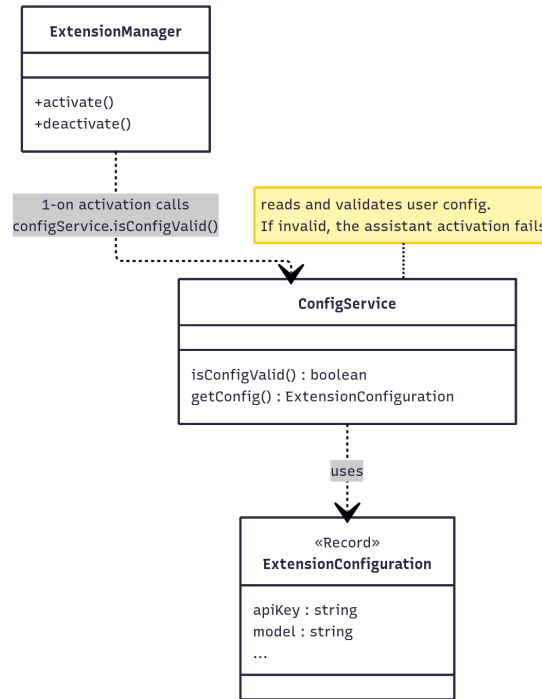 ExtensionManager
+activate()
+deactivate()
1-on activation calls
configService.isConfigValid()
reads and validates user config.
If invalid, the assistant activation fails
ConfigService
isConfigValid() : boolean
getConfig() : ExtensionConfiguration
uses
«Record»
ExtensionConfiguration
apiKey : string
model : string
...